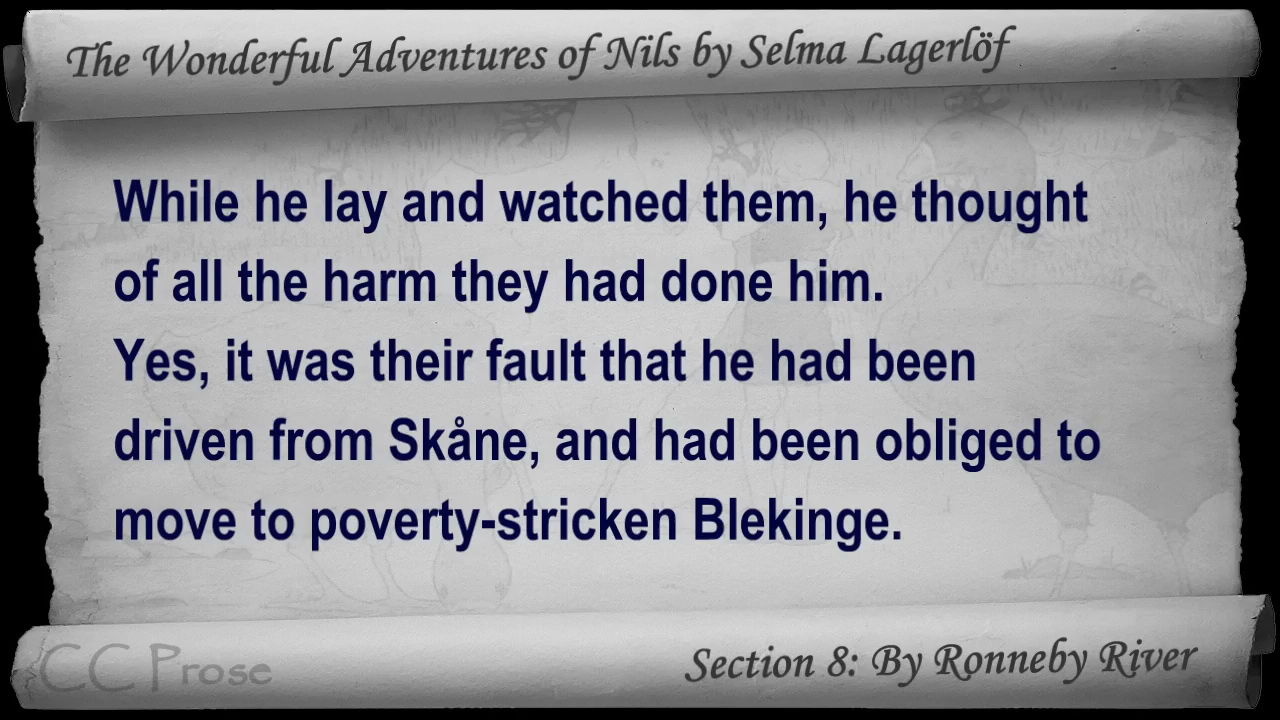 The Wonderful Adventures of Nils by Selma Lagerlöf
While he lay and watched them, he thought
of all the harm they had done him.
Yes, it was their fault that he had been
driven from Skåne, and had been obliged to
move to poverty-stricken Blekinge.
CC Prose
Section 8: By Ronneby River